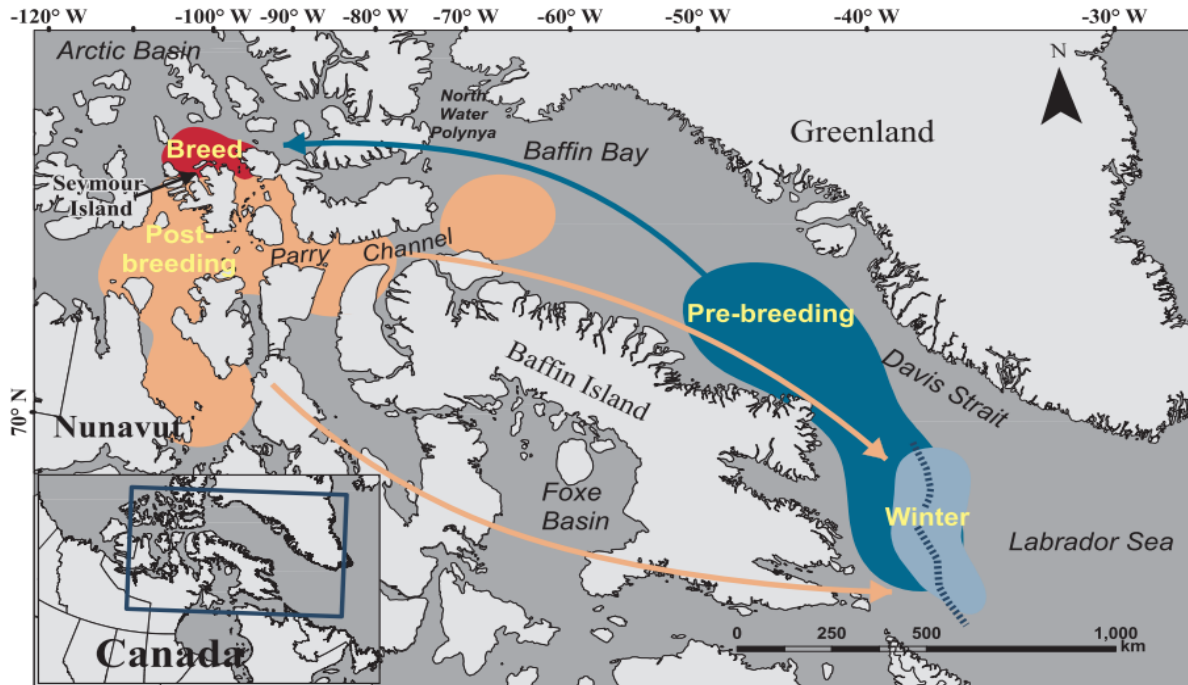 -120° W -100° W -90° W -80° W -70° W -60° W -50° W -40° W -30° W
Arctic Basin
N
North
Water
Polynya
Greenland
Breed
Baffin Bay
Seymour
Island
Post-
breeding
Parry Channel
Pre-breeding
Baffin Island
Davis Strait
70° N
Nunavut
Foxe
Basin
Winter
Labrador Sea
Canada
0 250 500 1,000
km